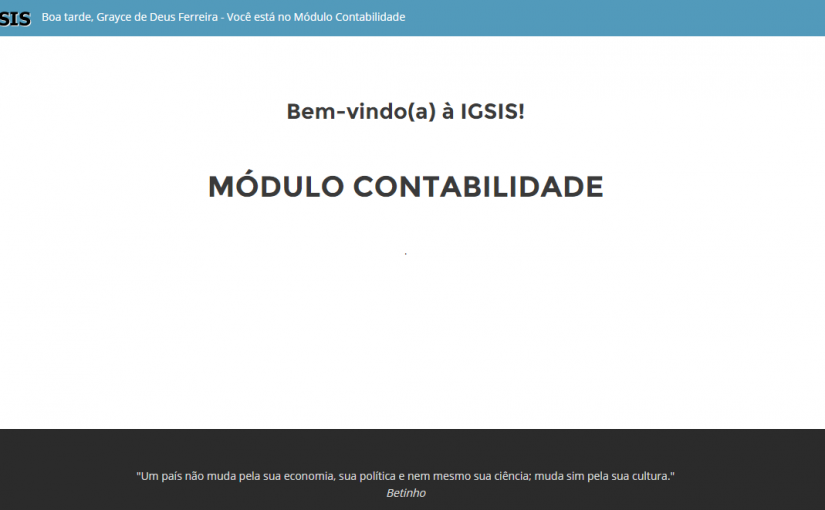 SIS Boa tarde, Grayce de Deus Ferreira - Você está no Módulo Contabilidade
Bem-vindo(a) à IGSIS!
MÓDULO CONTABILIDADE
.
"Um país não muda pela sua economia, sua política e nem mesmo sua ciência; muda sim pela sua cultura."
Betinho